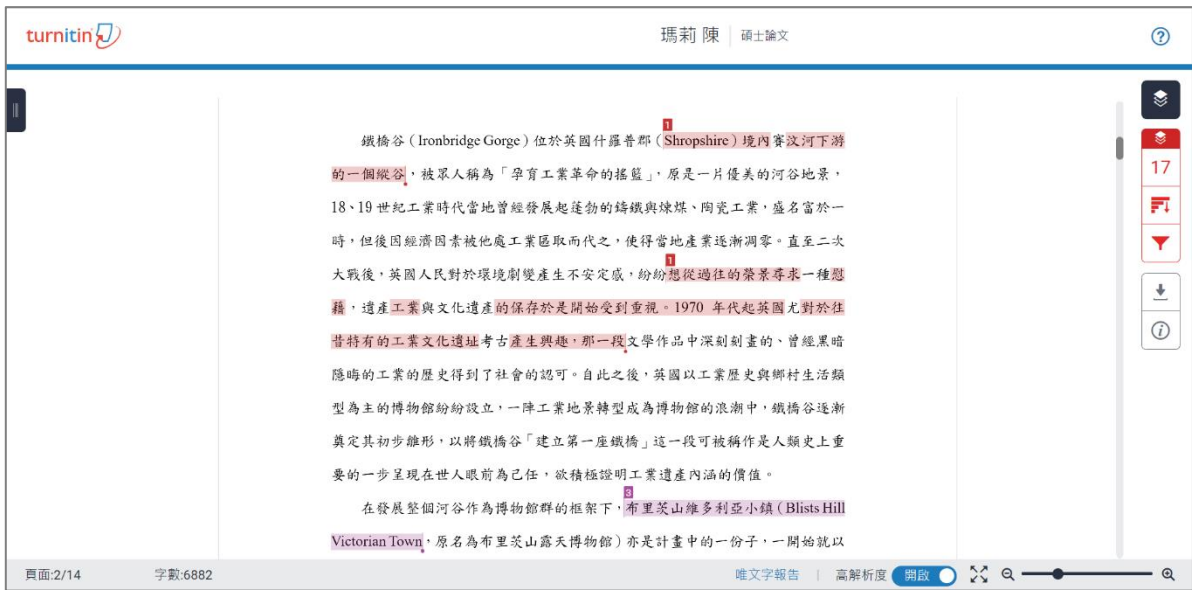 turnitin
瑪莉 陳 碩士論文
?
1
鐵橋谷（Ironbridge Gorge）位於英國什羅普郡（Shropshire）境內賽汶河下游
的一個縱谷，被眾人稱為「孕育工業革命的搖籃」，原是一片優美的河谷地景，
18、19 世紀工業時代當地曾經發展起蓬勃的鑄鐵與煉煤、陶瓷工業，盛名富於一
時，但後因經濟因素被他處工業區取而代之，使得當地產業逐漸凋零。直至二次
1
大戰後，英國人民對於環境劇變產生不安定感，紛紛想從過往的榮景尋求一種慰
藉，遺產工業與文化遺產的保存於是開始受到重視。1970 年代起英國尤對於往
昔特有的工業文化遺址考古產生興趣，那一段文學作品中深刻刻畫的、曾經黑暗
隱晦的工業的歷史得到了社會的認可。自此之後，英國以工業歷史與鄉村生活類
型為主的博物館紛紛設立，一陣工業地景轉型成為博物館的浪潮中，鐵橋谷逐漸
奠定其初步雛形，以將鐵橋谷「建立第一座鐵橋」這一段可被稱作是人類史上重
要的一步呈現在世人眼前為己任，欲積極證明工業遺產內涵的價值。
3
在發展整個河谷作為博物館群的框架下，布里茨山維多利亞小鎮（Blists Hill
Victorian Town，原名為布里茨山露天博物館）亦是計畫中的一份子，一開始就以
17
i
頁面:2/14 字數:6882 唯文字報告 | 高解析度 開啟